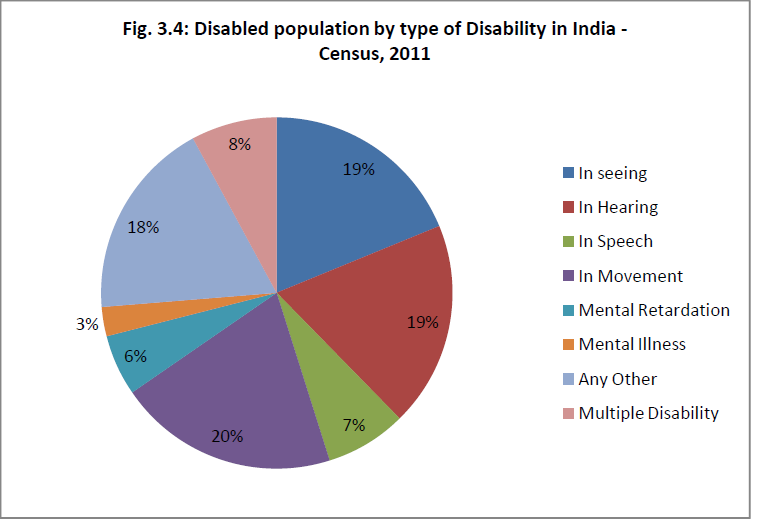 Fig. 3.4: Disabled population by type of Disability in India -
Census, 2011
19%
19%
7%
20%
6%
3%
18%
8%
In seeing
In Hearing
In Speech
In Movement
Mental Retardation
Mental Illness
Any Other
Multiple Disability